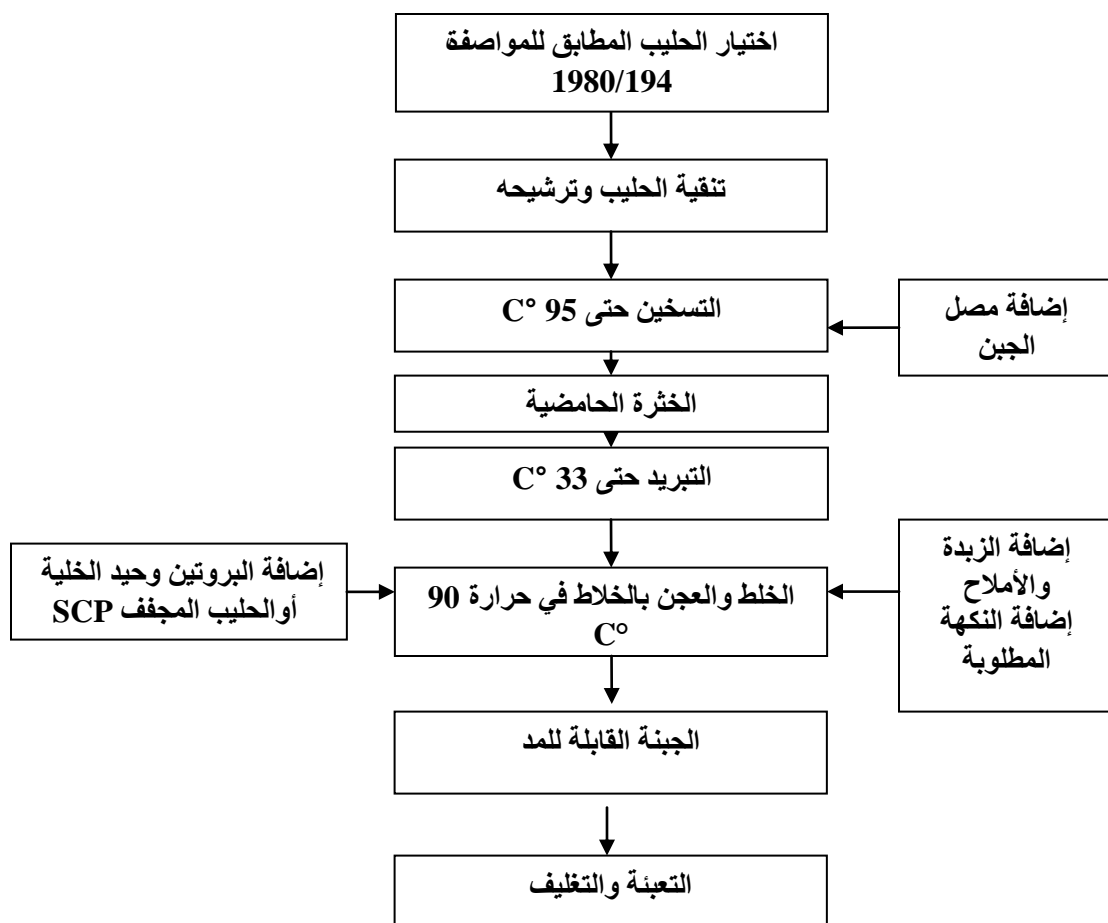 اختيار الحليب المطابق للمواصفة
1980/194
تنقية الحليب وترشيحه
التسخين حتى 95 °C
إضافة مصل
الجبن
الخثرة الحامضية
التبريد حتى 33 °C
إضافة البروتين وحيد الخلية
أوالحليب المجفف SCP
الخلط والعجن بالخلاط في حرارة 90
°C
إضافة الزبدة
والأملاح
إضافة النكهة
المطلوبة
الجبنة القابلة للمد
التعبئة والتغليف